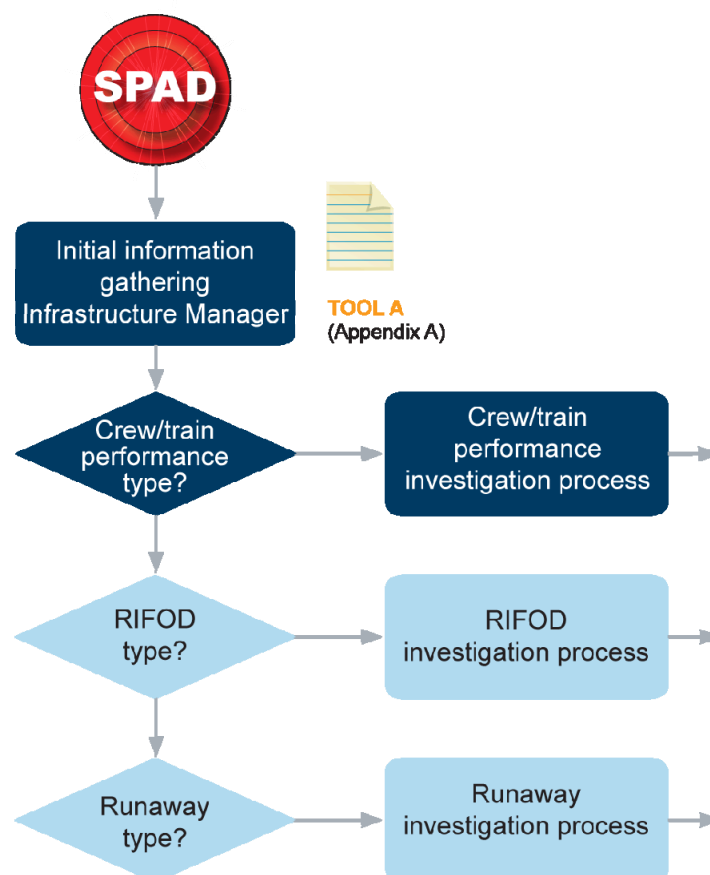 SPAD
Initial information
gathering
Infrastructure Manager
TOOL A
(Appendix A)
Crew/train
performance
type?
Crew/train
performance
investigation process
RIFOD
type?
RIFOD
investigation process
Runaway
type?
Runaway
investigation process